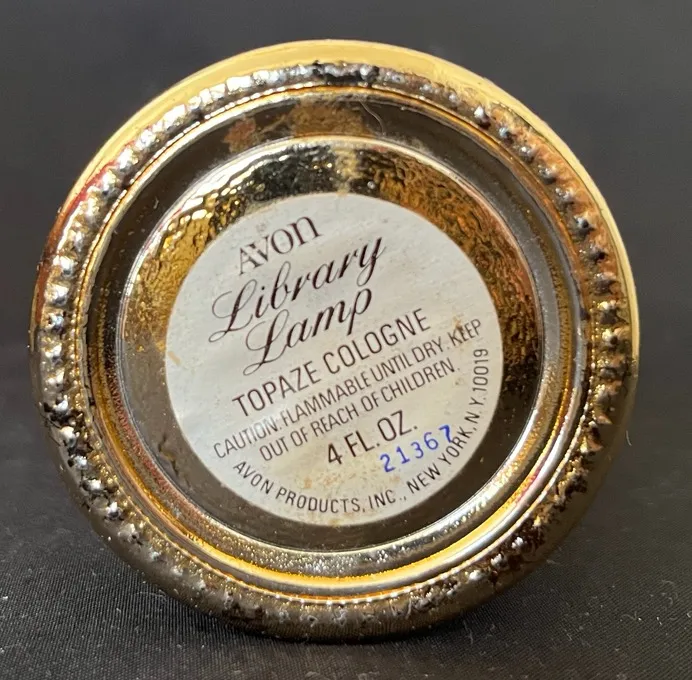 AVON
Library
Lamp
TOPAZE COLOGNE
CAUTION: FLAMMABLE UNTIL DRY. KEEP
OUT OF REACH OF CHILDREN.
4 FL. OZ.
21367
AVON PRODUCTS, INC., NEW YORK, N.Y. 10019